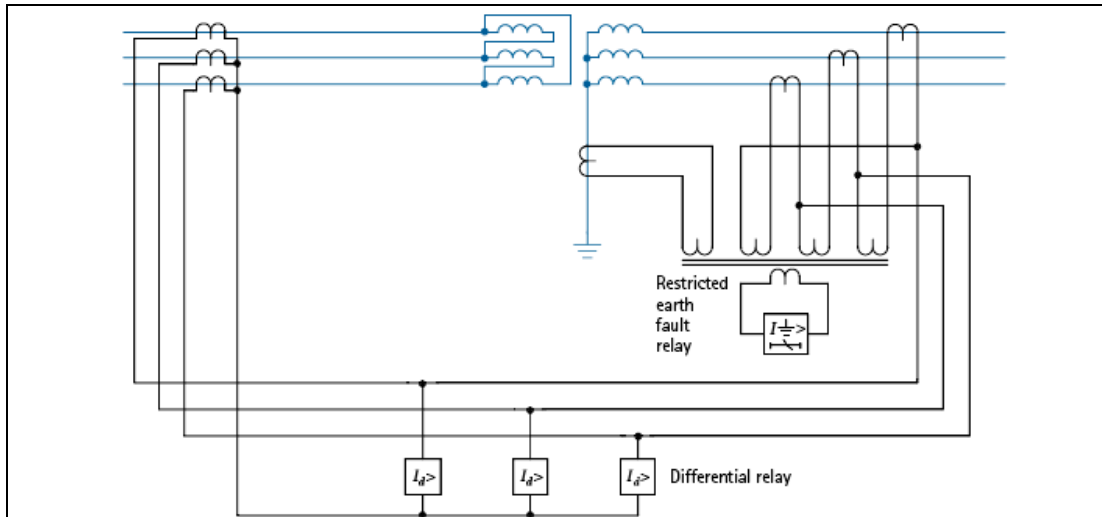 Restricted
earth
fault
relay
I⏚>
Id>
Id>
Id>
Differential relay